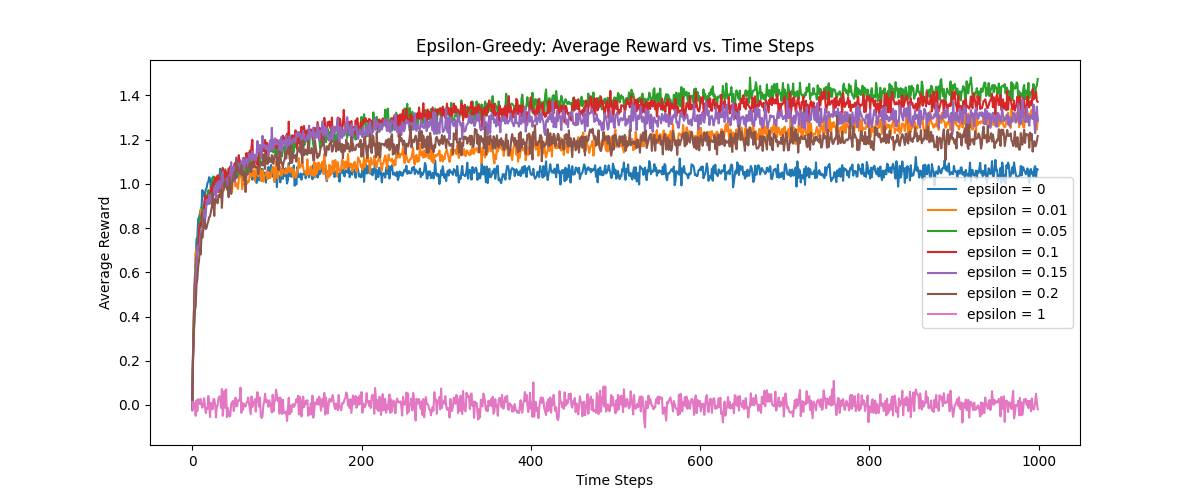 Epsilon-Greedy: Average Reward vs. Time Steps
Average Reward
1.4
1.2
1.0
0.8
0.6
0.4
0.2
0.0
epsilon = 0
epsilon = 0.01
epsilon = 0.05
epsilon = 0.1
epsilon = 0.15
epsilon = 0.2
epsilon = 1
0 200 400 600 800 1000
Time Steps